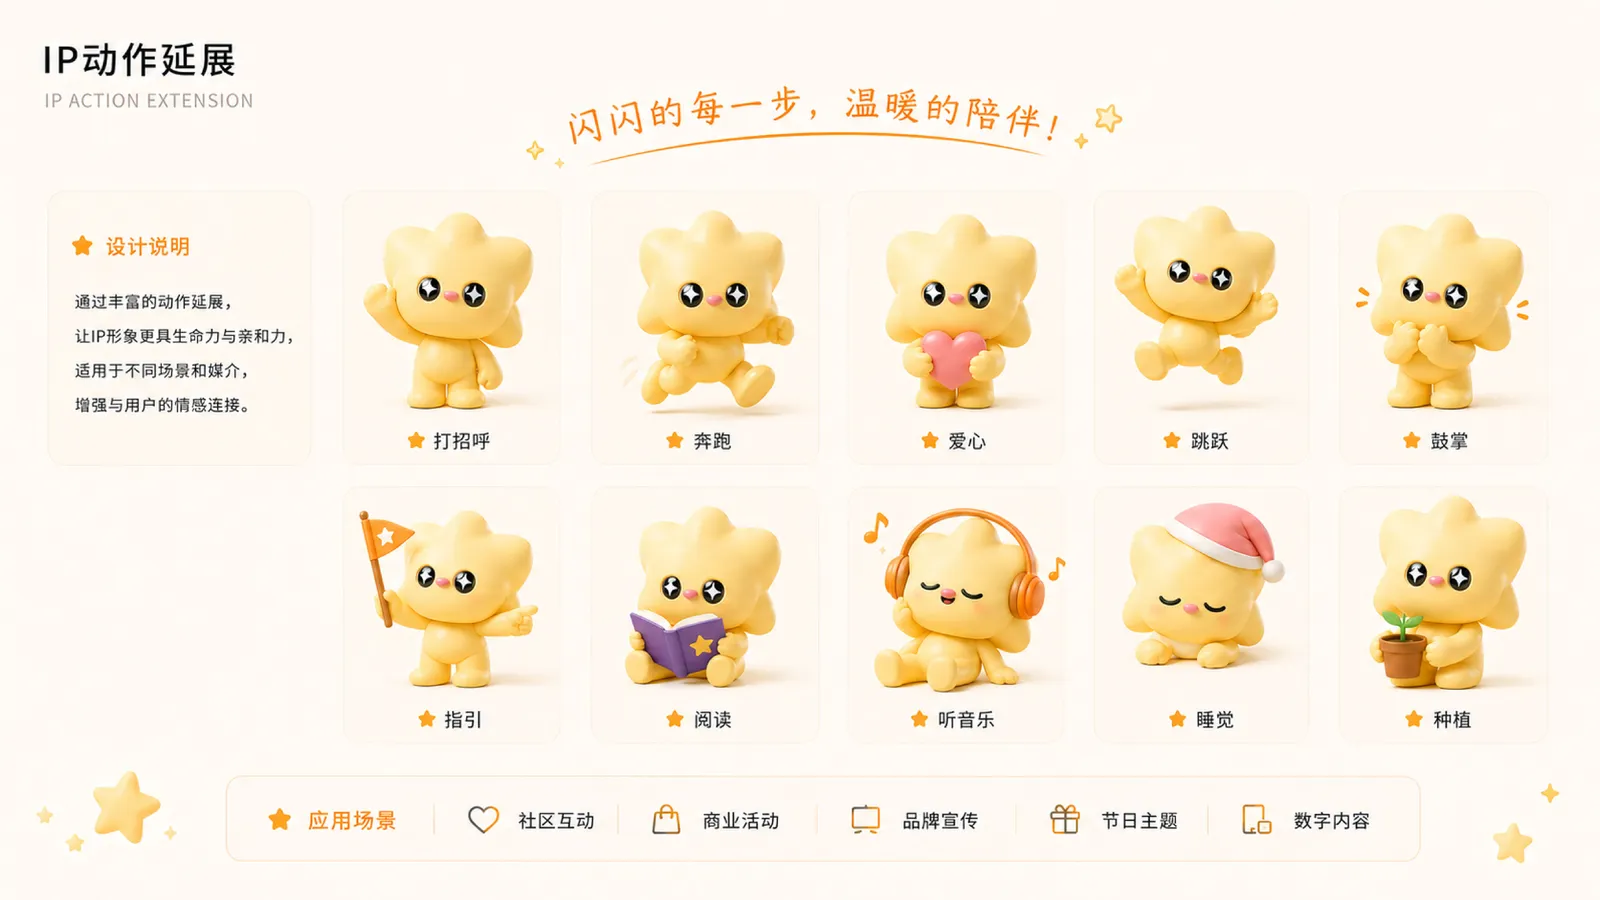 IP动作延展
IP ACTION EXTENSION
闪闪的每一步，温暖的陪伴！
设计说明
通过丰富的动作延展，
让IP形象更具生命力与亲和力，
适用于不同场景和媒介，
增强与用户的情感连接。
打招呼
奔跑
爱心
跳跃
鼓掌
指引
阅读
听音乐
睡觉
种植
应用场景
社区互动
商业活动
品牌宣传
节日主题
数字内容